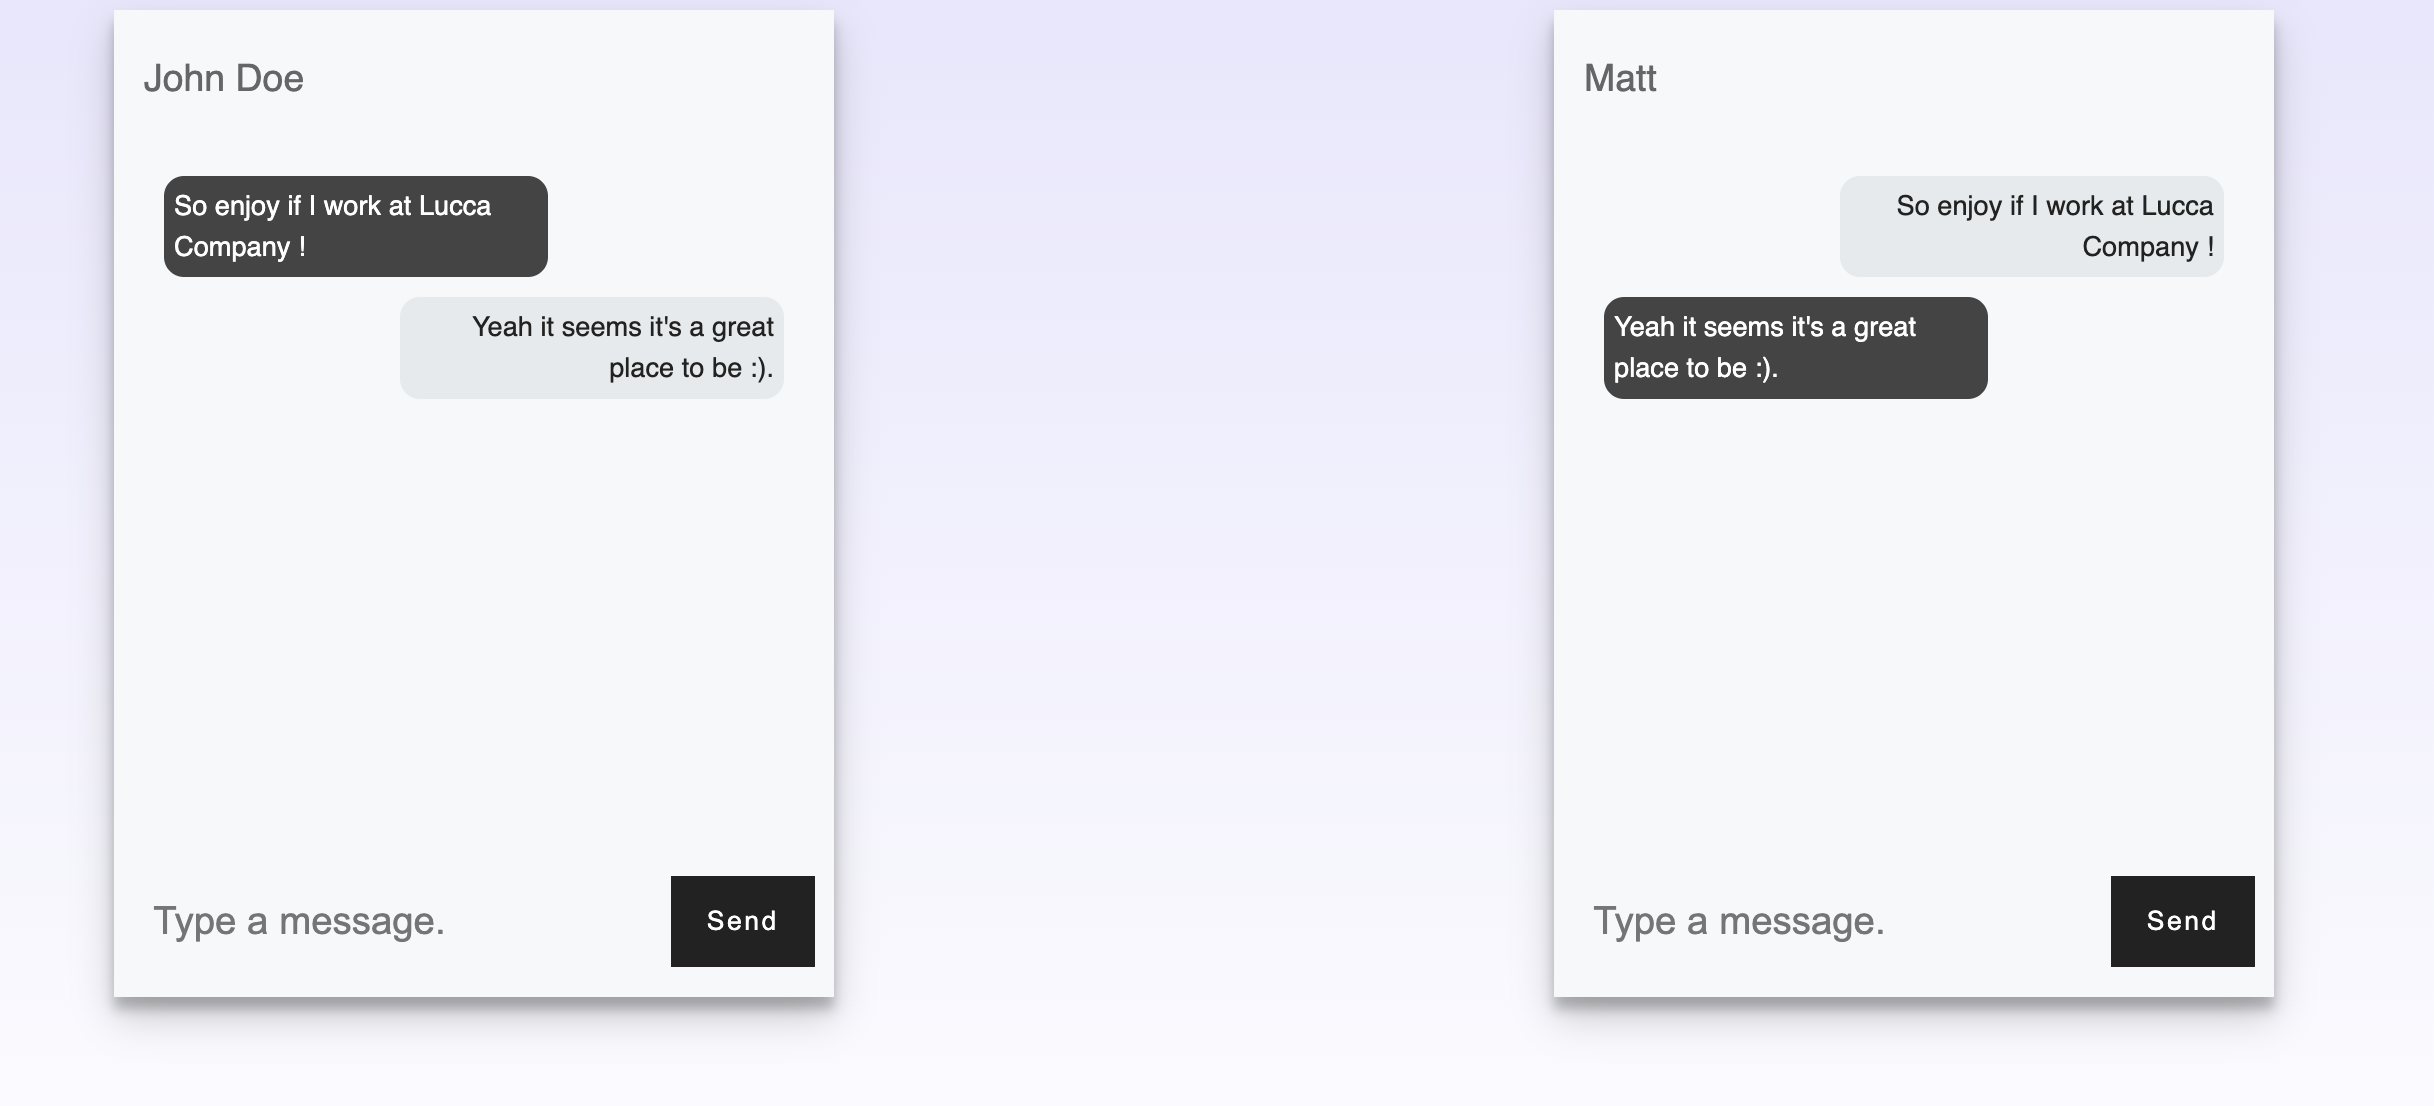 John Doe
So enjoy if I work at Lucca
Company !
Yeah it seems it's a great
place to be :).
Type a message.
Send
Matt
So enjoy if I work at Lucca
Company !
Yeah it seems it's a great
place to be :).
Type a message.
Send